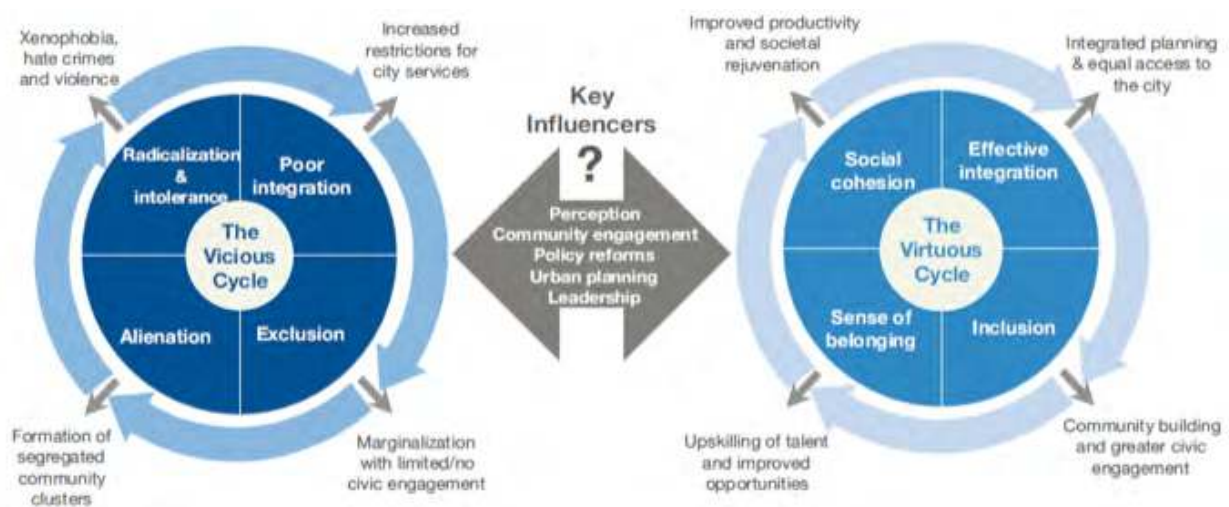 Xenophobia,
hate crimes
and violence
Increased
restrictions for
city services
Radicalization
&
intolerance
Poor
integration
The
Vicious
Cycle
Alienation
Exclusion
Formation of
segregated
community
clusters
Marginalization
with limited/no
civic engagement
Key
Influencers
?
Perception
Community engagement
Policy reforms
Urban planning
Leadership
Improved productivity
and societal
rejuvenation
Integrated planning
& equal access to
the city
Social
cohesion
Effective
integration
The
Virtuous
Cycle
Sense of
belonging
Inclusion
Upskilling of talent
and improved
opportunities
Community building
and greater civic
engagement